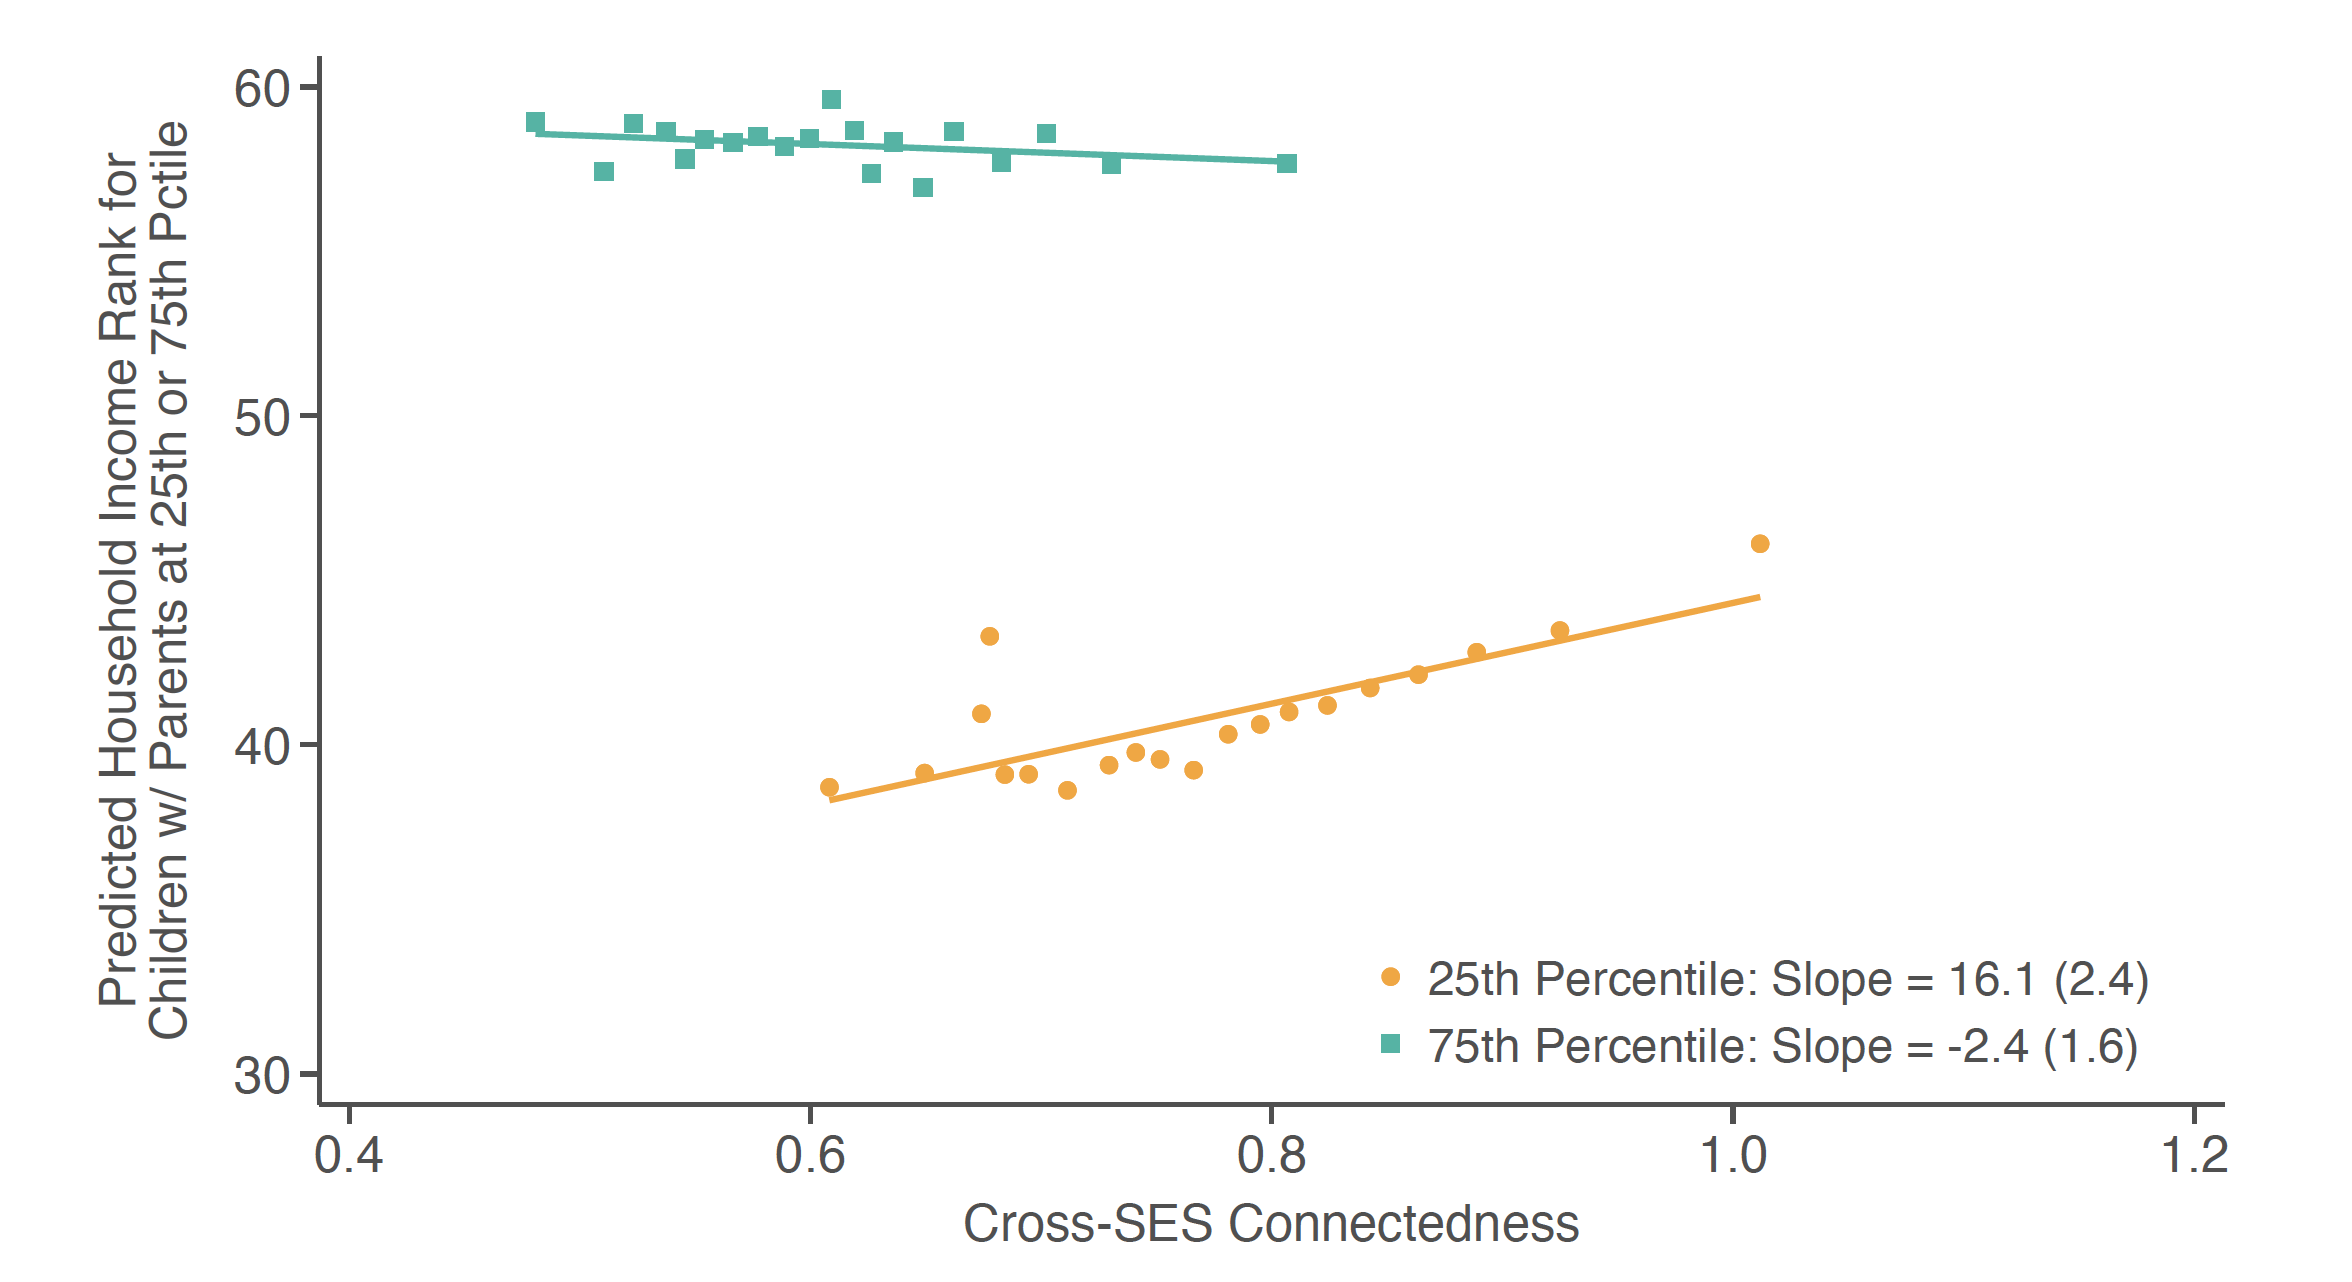 Predicted Household Income Rank for
Children w/ Parents at 25th or 75th Pctile
60
50
40
30
25th Percentile: Slope = 16.1 (2.4)
75th Percentile: Slope = -2.4 (1.6)
0.4 0.6 0.8 1.0 1.2
Cross-SES Connectedness